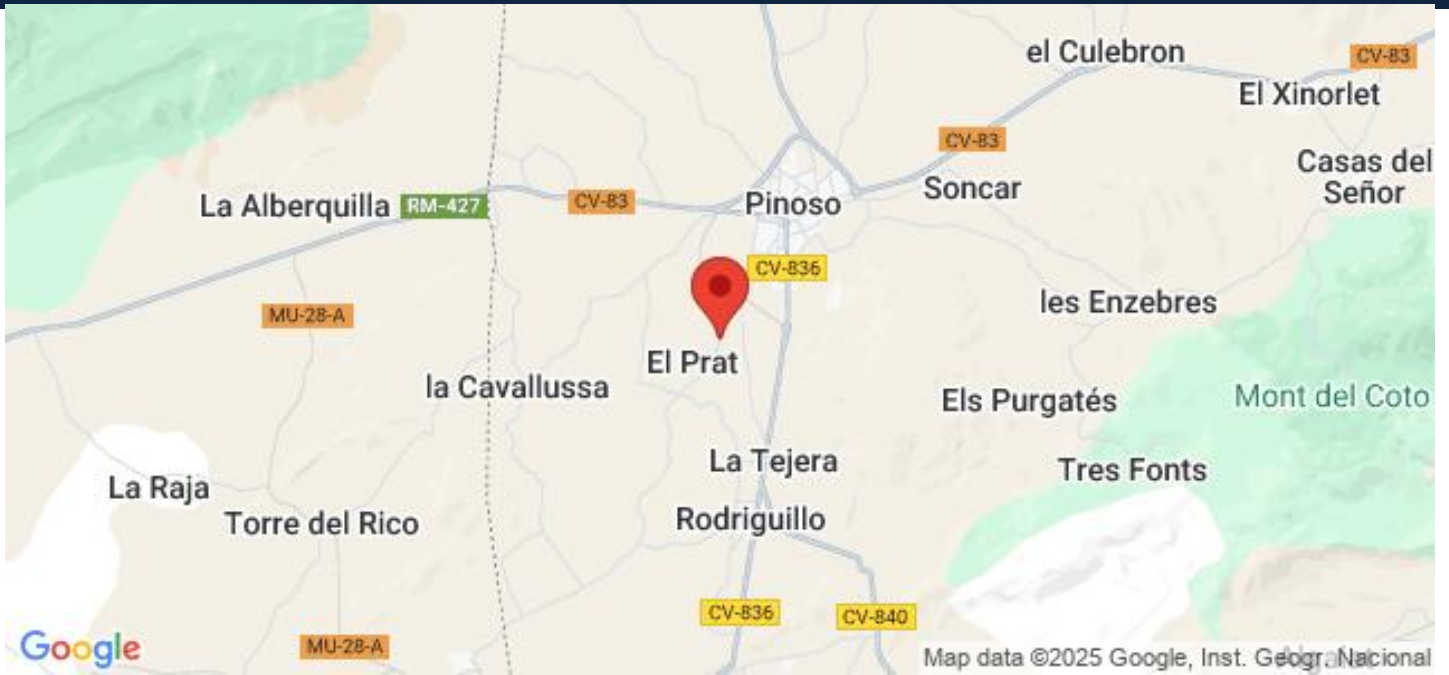 el Culebron
CV-83
El Xinorlet
CV-83
Casas del
Señor
Soncar
La Alberquilla
RM-427
CV-83
Pinoso
CV-836
MU-28-A
les Enzebres
El Prat
la Cavallussa
Els Purgatés
Mont del Coto
La Tejera
Tres Fonts
La Raja
Torre del Rico
Rodriguillo
CV-836
CV-840
Google
MU-28-A
Map data ©2025 Google, Inst. Geogr. Nacional